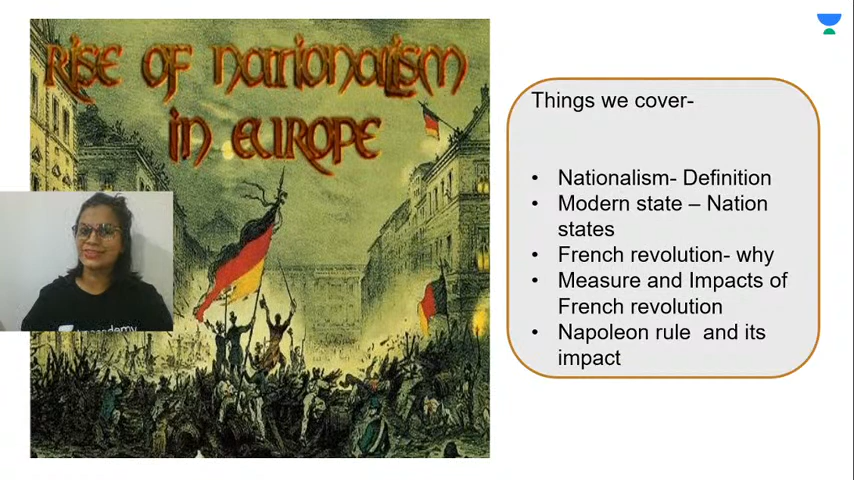 RISE OF NATIONALISM
IN EUROPE
Things we cover-
• Nationalism- Definition
• Modern state – Nation
states
• French revolution- why
• Measure and Impacts of
French revolution
• Napoleon rule and its
impact